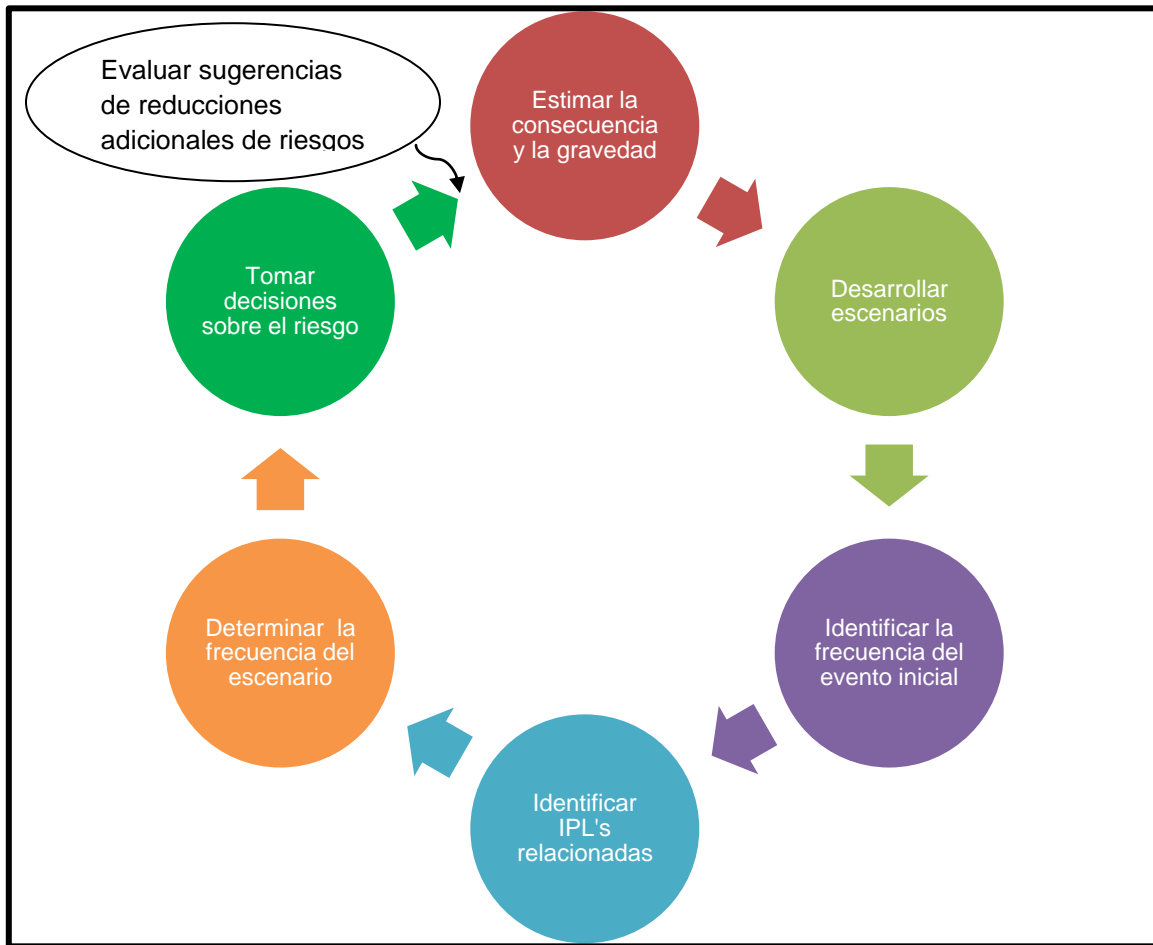 Evaluar sugerencias
de reducciones
adicionales de riesgos
Estimar la
consecuencia
y la gravedad
Desarrollar
escenarios
Identificar la
frecuencia del
evento inicial
Identificar
IPL's
relacionadas
Determinar la
frecuencia del
escenario
Tomar
decisiones
sobre el riesgo